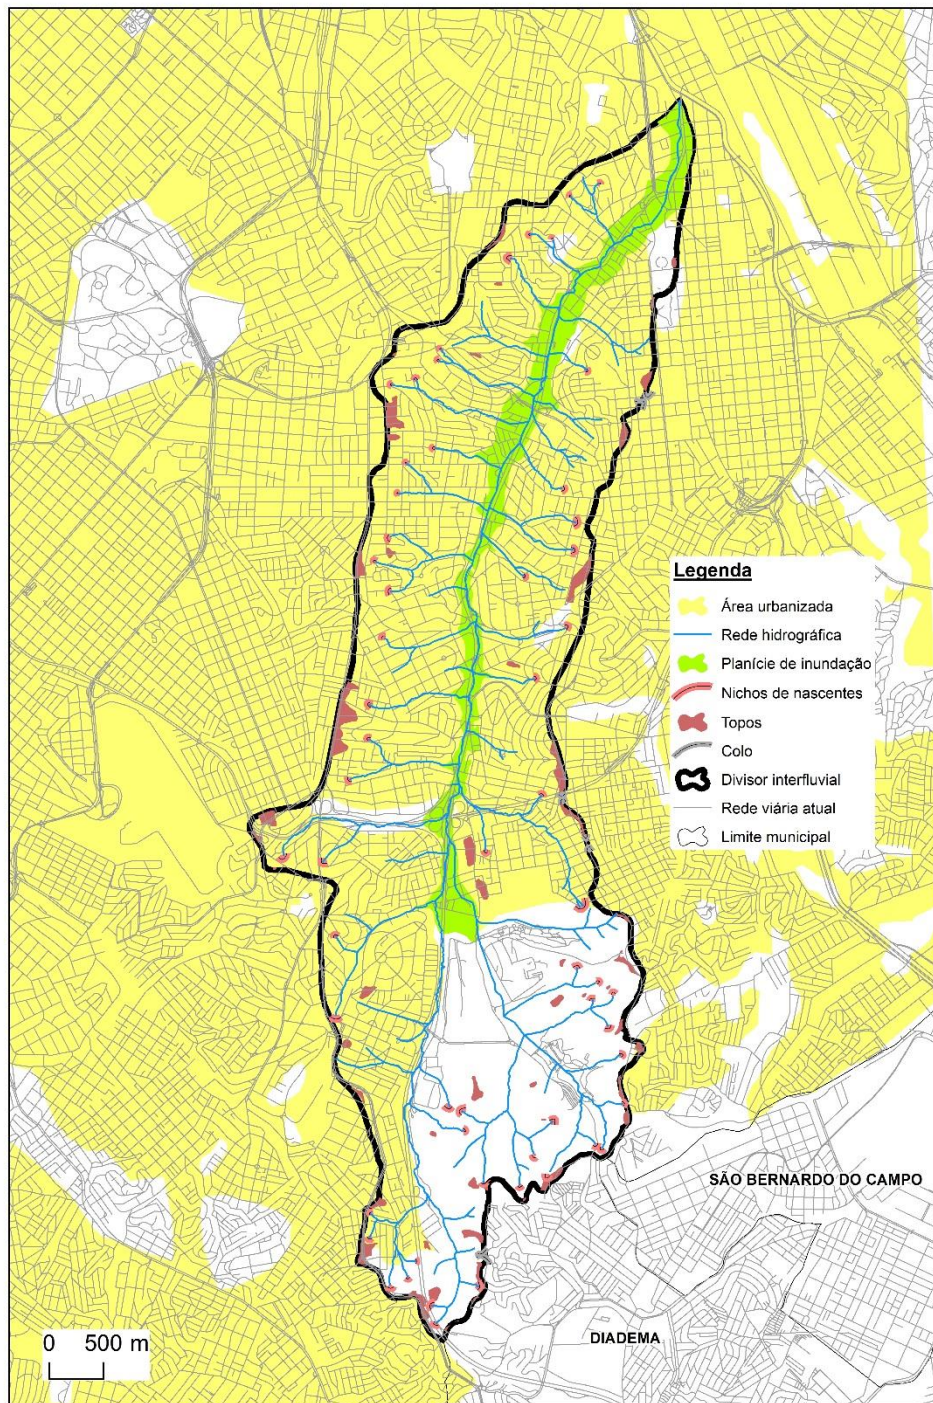 Legenda
Área urbanizada
Rede hidrográfica
Planície de inundação
Nichos de nascentes
Topos
Colo
Divisor interfluvial
Rede viária atual
Limite municipal
SÃO BERNARDO DO CAMPO
DIADEMA
0 500 m